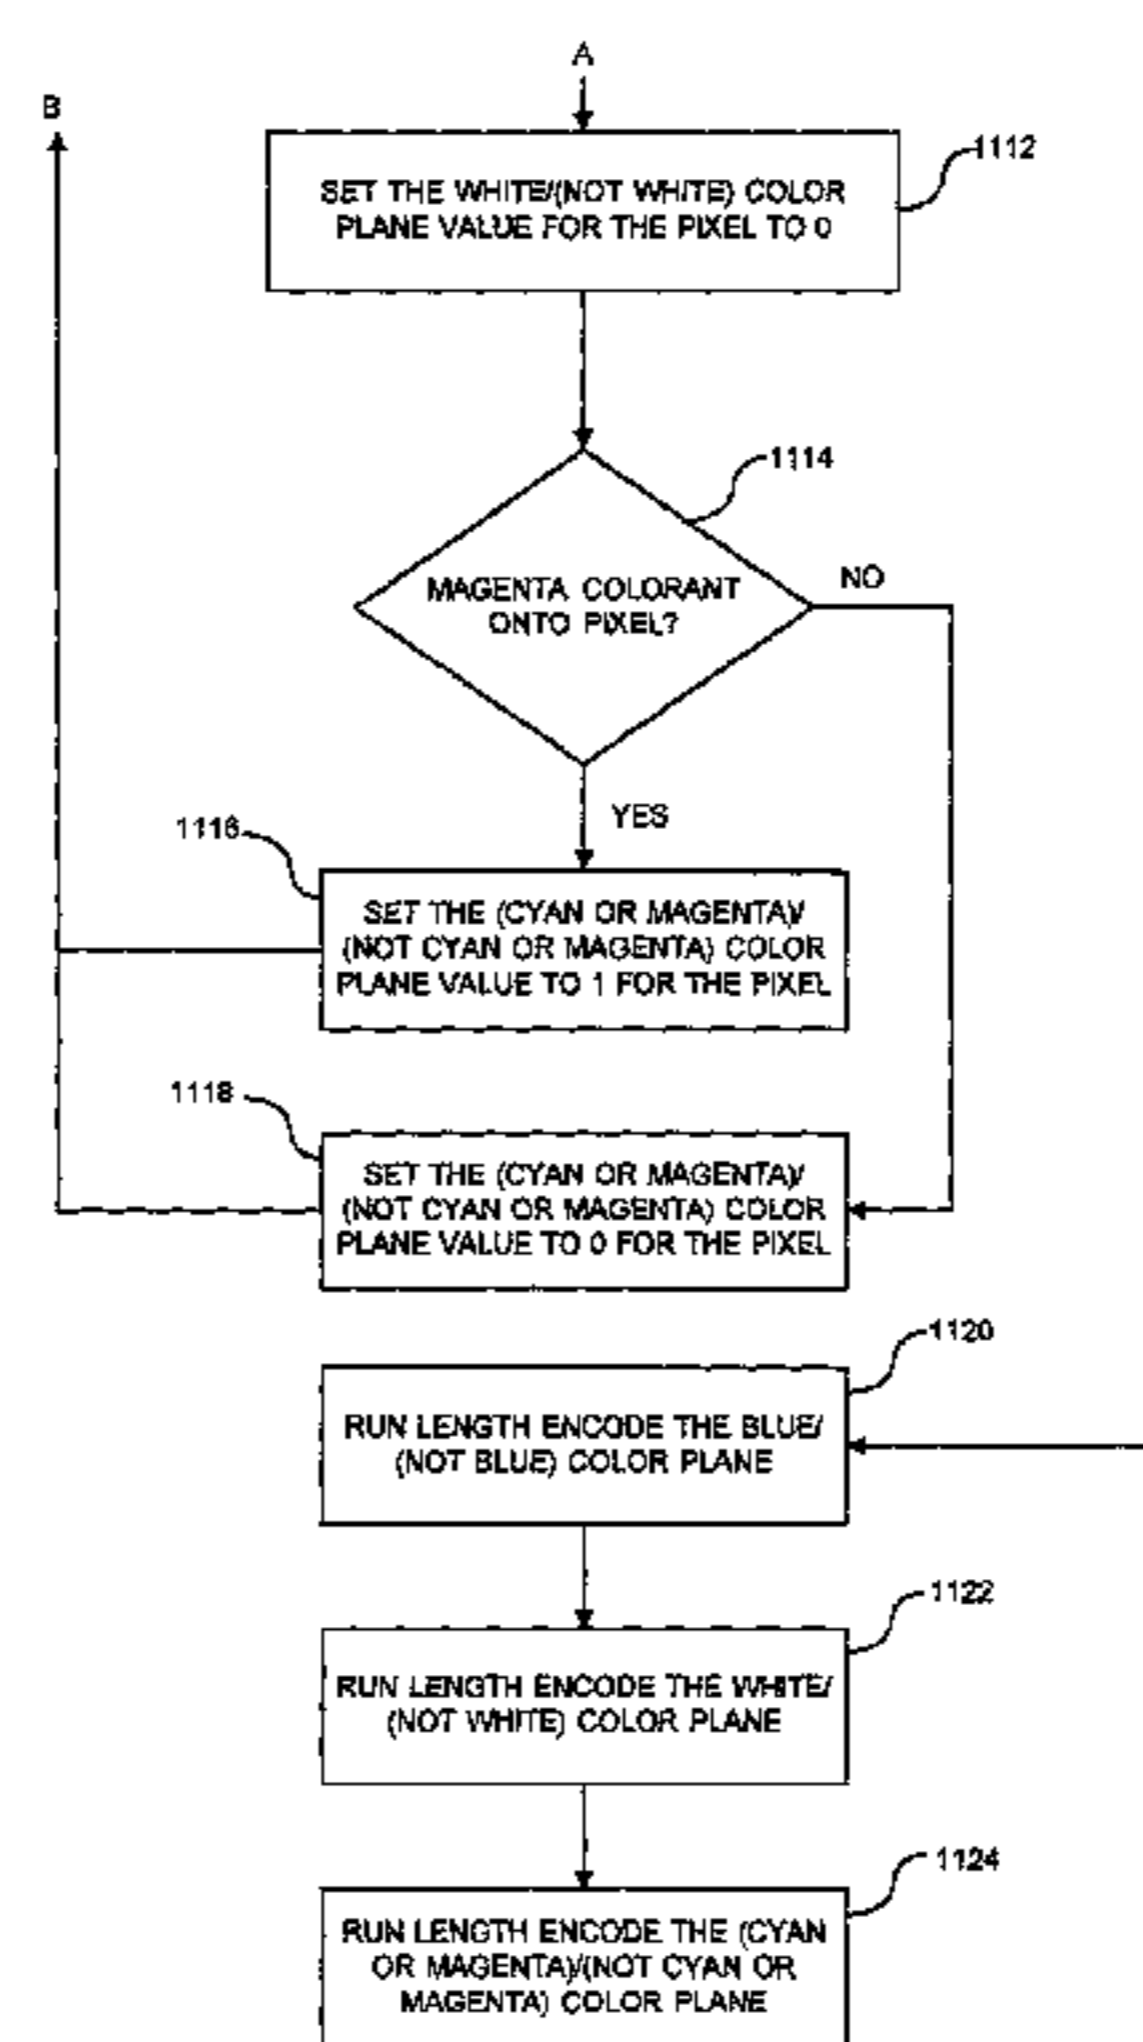 A
B
1112
SET THE WHITE/(NOT WHITE) COLOR
PLANE VALUE FOR THE PIXEL TO 0
1114
MAGENTA COLORANT
ONTO PIXEL?
NO
YES
1116
SET THE (CYAN OR MAGENTA)/
(NOT CYAN OR MAGENTA) COLOR
PLANE VALUE TO 1 FOR THE PIXEL
1118
SET THE (CYAN OR MAGENTA)/
(NOT CYAN OR MAGENTA) COLOR
PLANE VALUE TO 0 FOR THE PIXEL
1120
RUN LENGTH ENCODE THE BLUE/
(NOT BLUE) COLOR PLANE
1122
RUN LENGTH ENCODE THE WHITE/
(NOT WHITE) COLOR PLANE
1124
RUN LENGTH ENCODE THE (CYAN
OR MAGENTA)/(NOT CYAN OR
MAGENTA) COLOR PLANE